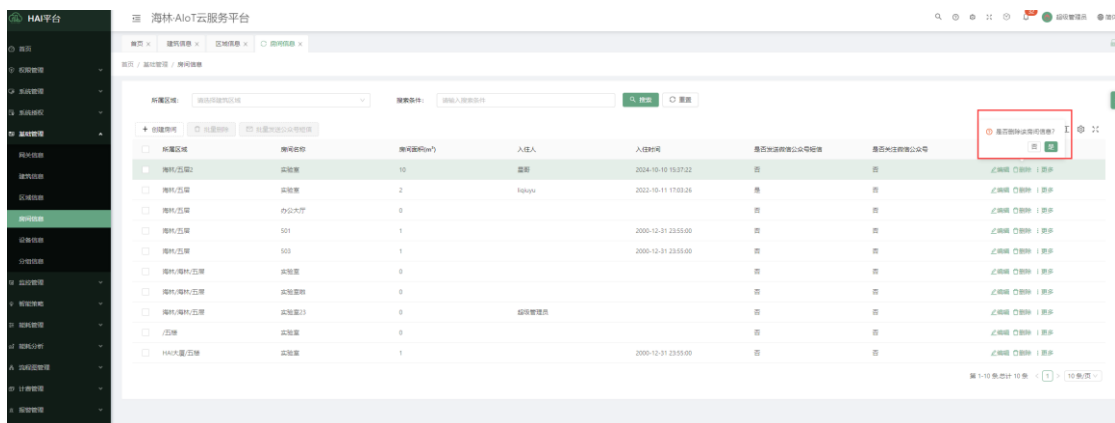 HAI平台
海林·AIoT云服务平台
超级管理员
首页 × 建筑信息 × 区域信息 × 房间信息 ×
首页 / 基础管理 / 房间信息
首页
权限管理
系统管理
系统授权
基础管理
网关信息
建筑信息
区域信息
房间信息
设备信息
分组信息
监控管理
智能策略
能耗管理
能耗分析
流程图管理
计费管理
报警管理
所属区域: 请选择建筑区域 搜索条件: 请输入搜索条件 搜索 重置
+ 创建房间 批量删除 批量发送公众号短信
是否删除该房间信息?
否 是
所属区域 房间名称 房间面积(m²) 入住人 入住时间 是否发送微信公众号短信 是否关注微信公众号
海林/五层2 实验室 10 2024-10-10 15:37:22 否 否 编辑 删除 | 更多
海林/五层 实验室 2 liqiuyu 2022-10-11 17:03:26 是 否 编辑 删除 | 更多
海林/五层 办公大厅 0 否 否 编辑 删除 | 更多
海林/五层 501 1 2000-12-31 23:55:00 否 否 编辑 删除 | 更多
海林/五层 503 1 2000-12-31 23:55:00 否 否 编辑 删除 | 更多
海林/海林/五层 实验室 0 否 否 编辑 删除 | 更多
海林/海林/五层 0 否 否 编辑 删除 | 更多
海林/海林/五层 实验室23 0 超级管理员 否 否 编辑 删除 | 更多
/五楼 实验室 0 否 否 编辑 删除 | 更多
HAI大厦/五楼 实验室 1 2000-12-31 23:55:00 否 否 编辑 删除 | 更多
第 1-10 条/总计 10 条 < 1 > 10 条/页